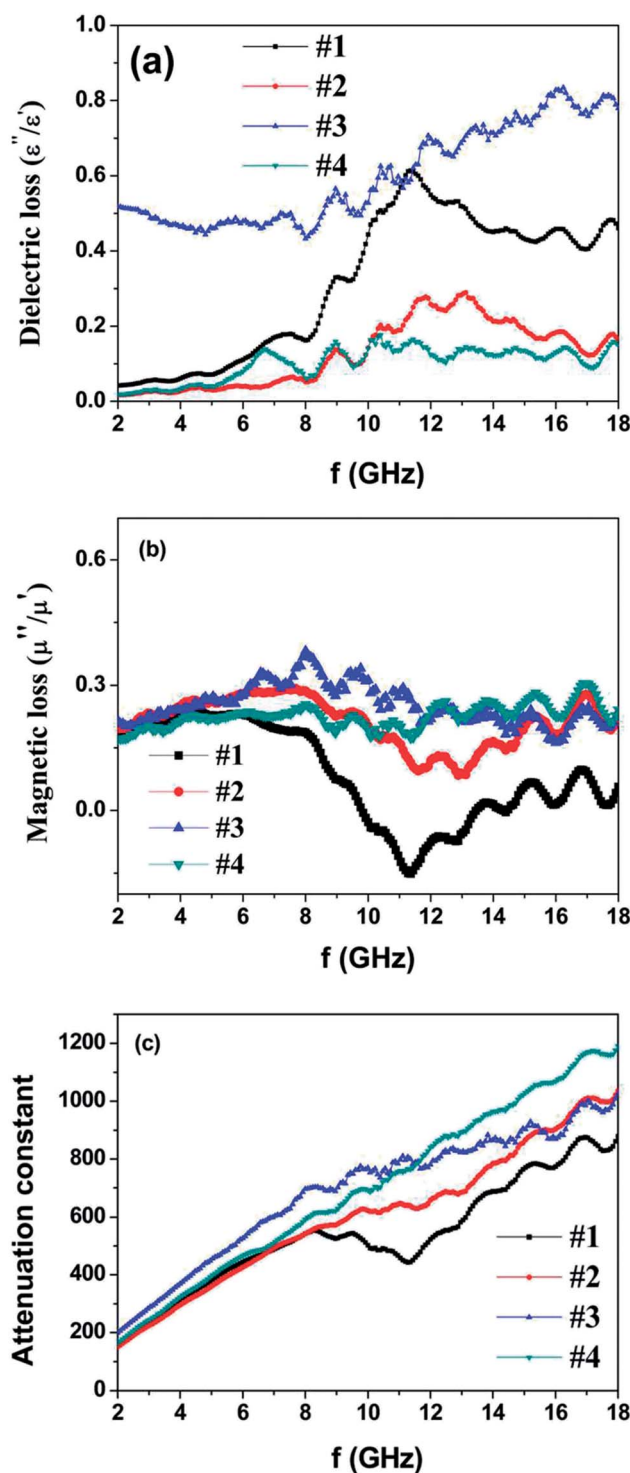 (a)
#1
#2
#3
#4
Dielectric loss (ε''/ε')
1.0
0.8
0.6
0.4
0.2
0.0
2 4 6 8 10 12 14 16 18
f (GHz)
(b)
Magnetic loss (μ''/μ')
0.6
0.3
0.0
#1
#2
#3
#4
2 4 6 8 10 12 14 16 18
f (GHz)
(c)
Attenuation constant
1200
1000
800
600
400
200
0
#1
#2
#3
#4
2 4 6 8 10 12 14 16 18
f (GHz)